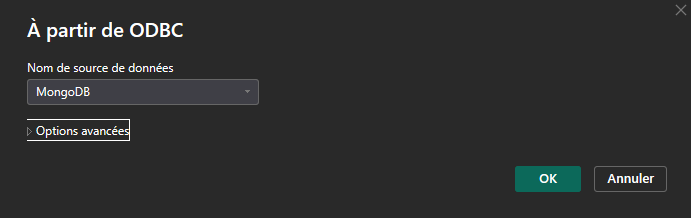 À partir de ODBC
Nom de source de données
MongoDB
Options avancées
OK
Annuler